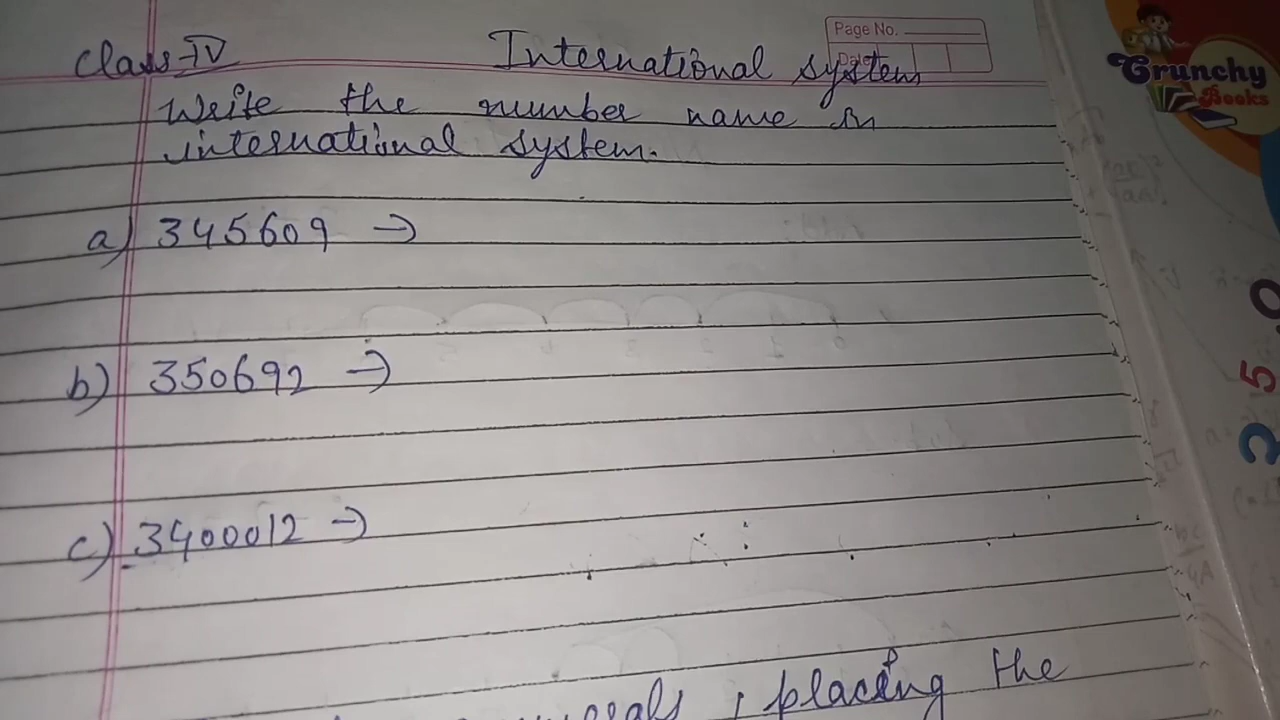 Page No.
Date
Class-IV International system
Write the number name in
international system.
a) 345609 →
b) 350692 →
c) 3400012 →
, placing the
Crunchy
Books